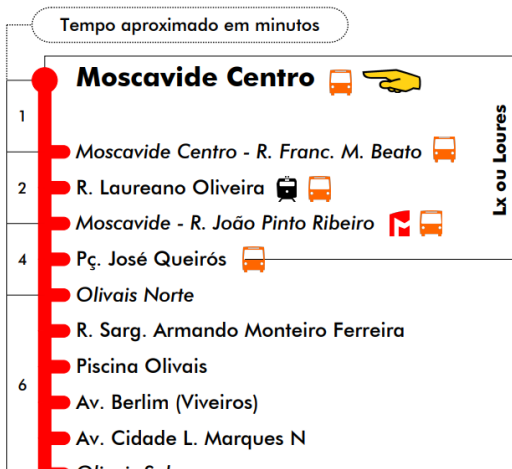 Tempo aproximado em minutos
Moscavide Centro
1
Moscavide Centro - R. Franc. M. Beato
2
R. Laureano Oliveira
Moscavide - R. João Pinto Ribeiro
4
Pç. José Queirós
Olivais Norte
R. Sarg. Armando Monteiro Ferreira
Piscina Olivais
6
Av. Berlim (Viveiros)
Av. Cidade L. Marques N
Lx ou Loures